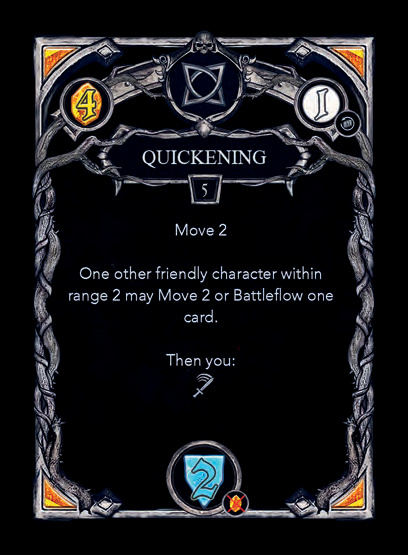 4
1
QUICKENING
5
Move 2
One other friendly character within
range 2 may Move 2 or Battleflow one
card.
Then you:
2